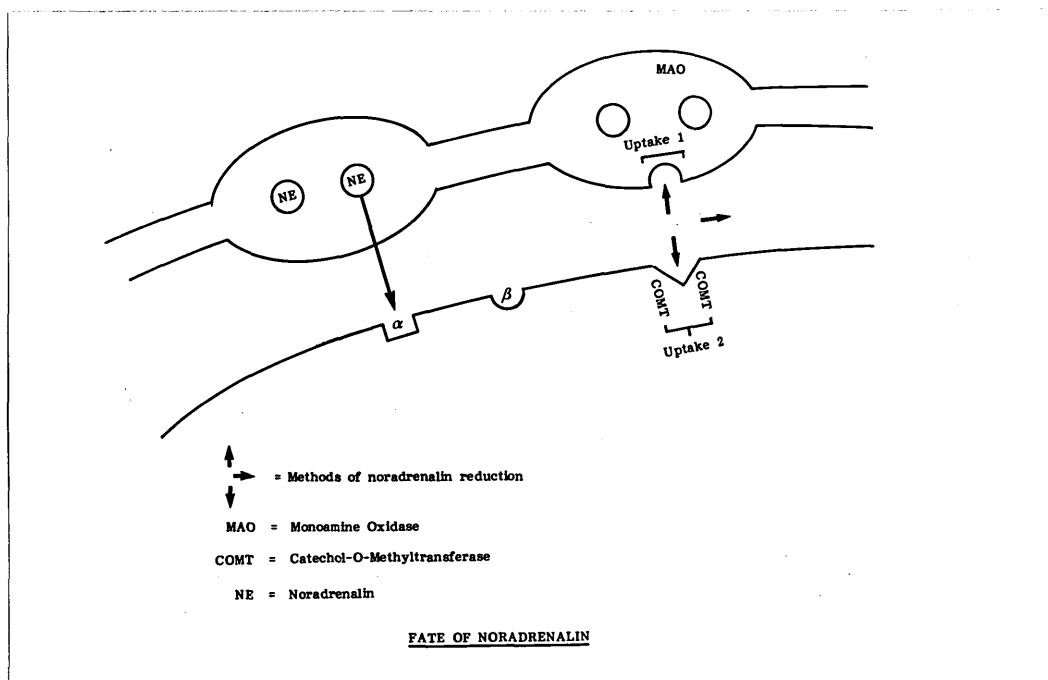 MAO
Uptake 1
NE
NE
α
β
COMT
COMT
Uptake 2
= Methods of noradrenalin reduction
MAO = Monoamine Oxidase
COMT = Catechol-O-Methyltransferase
NE = Noradrenalin
FATE OF NORADRENALIN